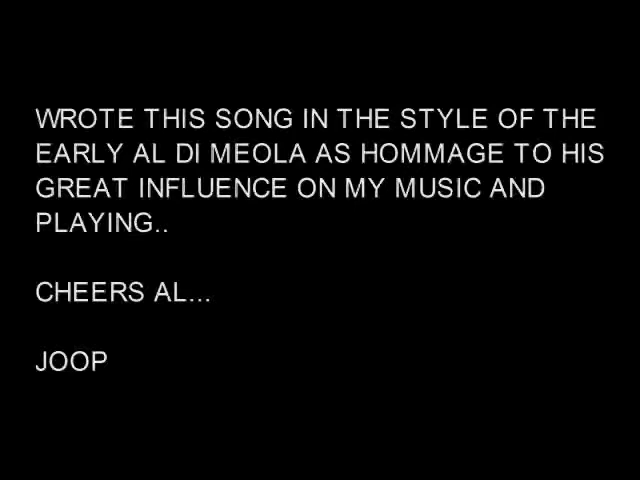 WROTE THIS SONG IN THE STYLE OF THE
EARLY AL DI MEOLA AS HOMMAGE TO HIS
GREAT INFLUENCE ON MY MUSIC AND
PLAYING..
CHEERS AL...
JOOP